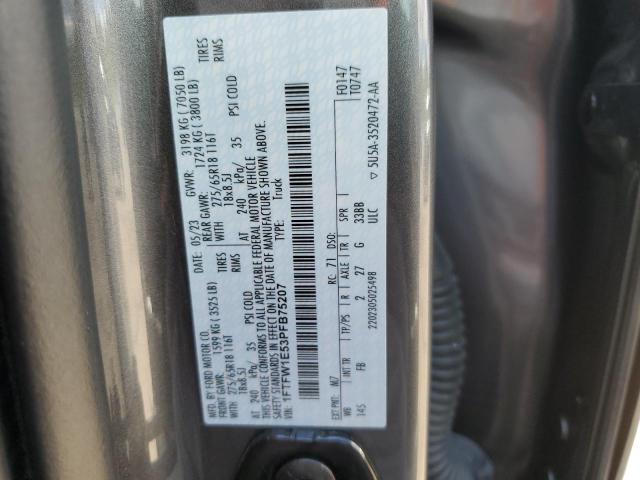 MFD. BY FORD MOTOR CO.
DATE: 05/23 GVWR: 3198 KG ( 7050 LB)
FRONT GAWR: 1599 KG ( 3525 LB) REAR GAWR: 1724 KG ( 3800 LB)
WITH 275/65R18 116T TIRES WITH 275/65R18 116T TIRES
18x8.5J RIMS 18x8.5J RIMS
AT 240 kPa/ 35 PSI COLD AT 240 kPa/ 35 PSI COLD
THIS VEHICLE CONFORMS TO ALL APPLICABLE FEDERAL MOTOR VEHICLE
SAFETY STANDARDS IN EFFECT ON THE DATE OF MANUFACTURE SHOWN ABOVE.
VIN: 1FTFW1E53PFB75207
TYPE: Truck
F0147
T0747
EXT PNT: M7 RC: 71 DSO:
WB INT TR TP/PS R AXLE TR SPR
145 FB 2 27 G 33BB
ULC
2202305025498
▽ 5U5A-3520472-AA